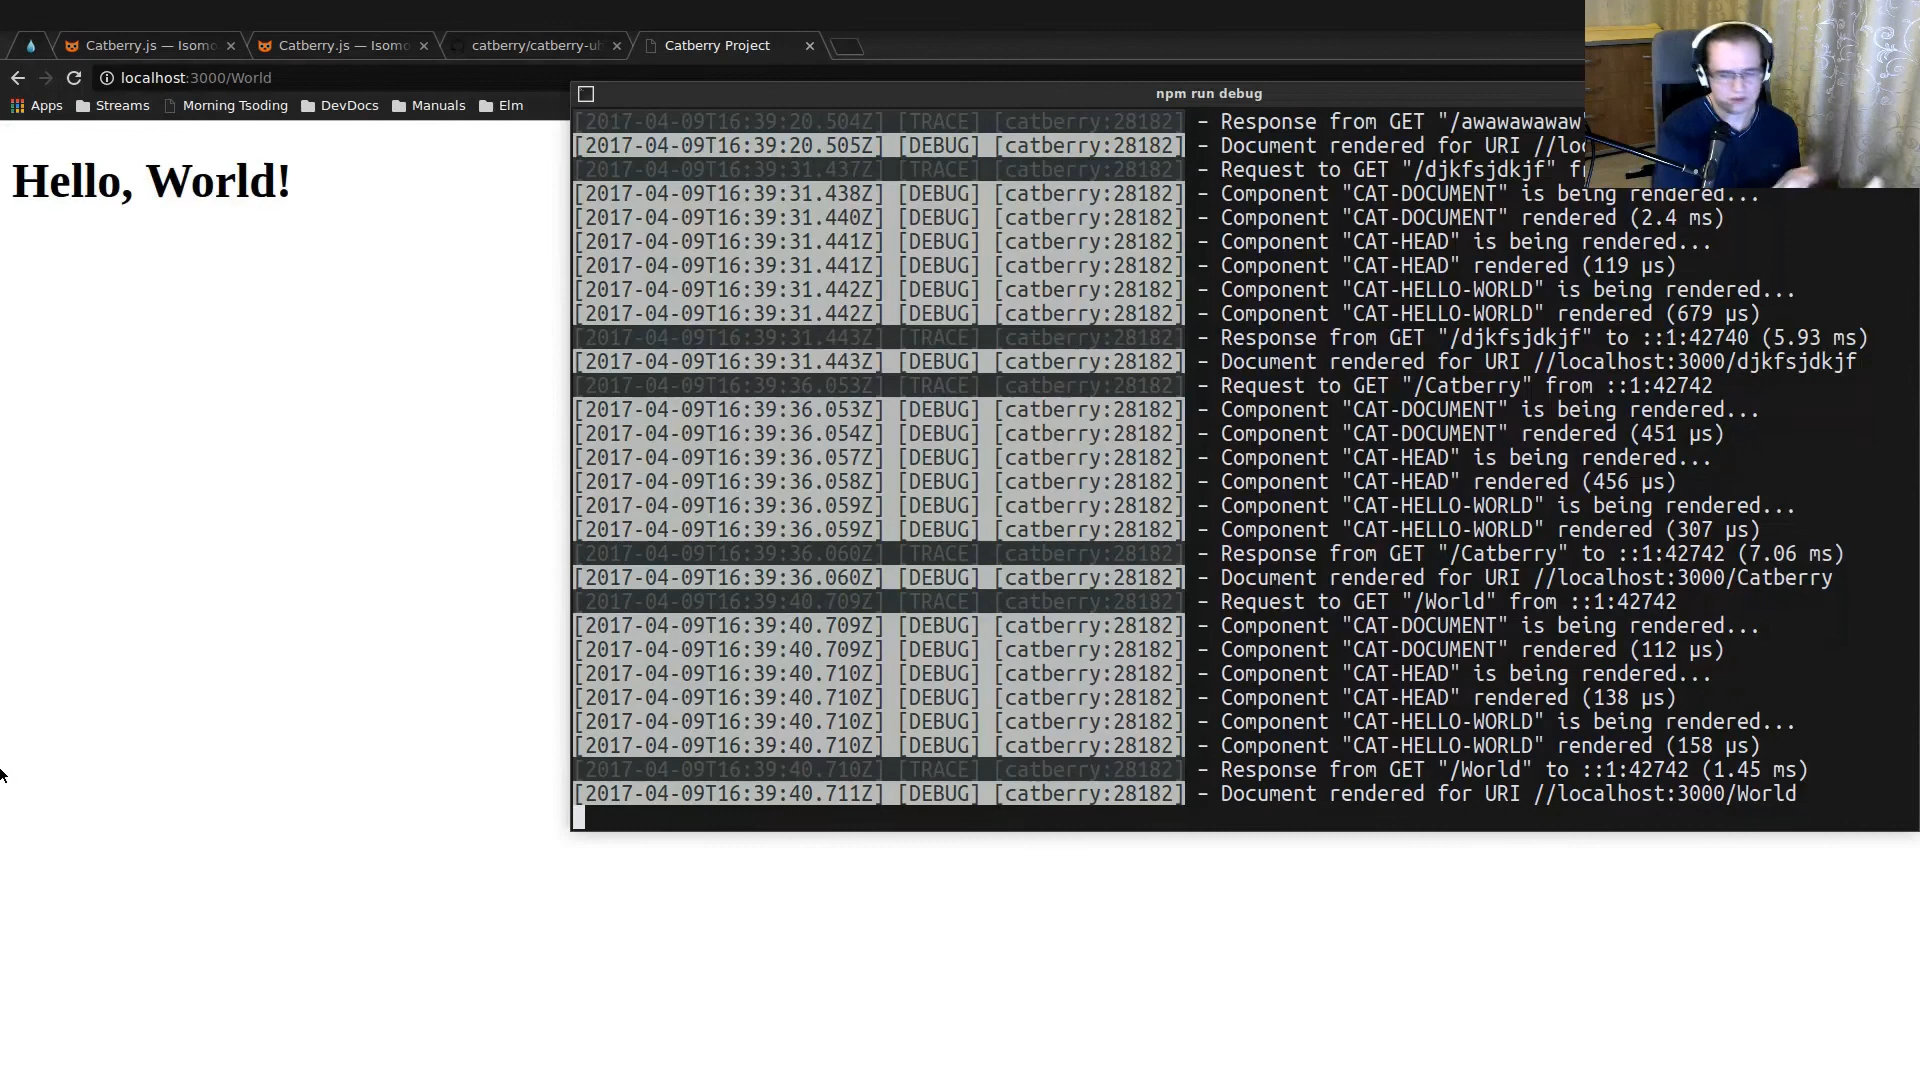 Catberry.js — Isomo
Catberry.js — Isomo
catberry/catberry-uh
Catberry Project
localhost:3000/World
Apps
Streams
Morning Tsoding
DevDocs
Manuals
Elm
Hello, World!
npm run debug
[2017-04-09T16:39:20.504Z] [TRACE] [catberry:28182] - Response from GET "/awawawawaw
[2017-04-09T16:39:20.505Z] [DEBUG] [catberry:28182] - Document rendered for URI //lo
[2017-04-09T16:39:31.437Z] [TRACE] [catberry:28182] - Request to GET "/djkfsjdkjf" f
[2017-04-09T16:39:31.438Z] [DEBUG] [catberry:28182] - Component "CAT-DOCUMENT" is being rendered...
[2017-04-09T16:39:31.440Z] [DEBUG] [catberry:28182] - Component "CAT-DOCUMENT" rendered (2.4 ms)
[2017-04-09T16:39:31.441Z] [DEBUG] [catberry:28182] - Component "CAT-HEAD" is being rendered...
[2017-04-09T16:39:31.441Z] [DEBUG] [catberry:28182] - Component "CAT-HEAD" rendered (119 µs)
[2017-04-09T16:39:31.442Z] [DEBUG] [catberry:28182] - Component "CAT-HELLO-WORLD" is being rendered...
[2017-04-09T16:39:31.442Z] [DEBUG] [catberry:28182] - Component "CAT-HELLO-WORLD" rendered (679 µs)
[2017-04-09T16:39:31.443Z] [TRACE] [catberry:28182] - Response from GET "/djkfsjdkjf" to ::1:42740 (5.93 ms)
[2017-04-09T16:39:31.443Z] [DEBUG] [catberry:28182] - Document rendered for URI //localhost:3000/djkfsjdkjf
[2017-04-09T16:39:36.053Z] [TRACE] [catberry:28182] - Request to GET "/Catberry" from ::1:42742
[2017-04-09T16:39:36.053Z] [DEBUG] [catberry:28182] - Component "CAT-DOCUMENT" is being rendered...
[2017-04-09T16:39:36.054Z] [DEBUG] [catberry:28182] - Component "CAT-DOCUMENT" rendered (451 µs)
[2017-04-09T16:39:36.057Z] [DEBUG] [catberry:28182] - Component "CAT-HEAD" is being rendered...
[2017-04-09T16:39:36.058Z] [DEBUG] [catberry:28182] - Component "CAT-HEAD" rendered (456 µs)
[2017-04-09T16:39:36.059Z] [DEBUG] [catberry:28182] - Component "CAT-HELLO-WORLD" is being rendered...
[2017-04-09T16:39:36.059Z] [DEBUG] [catberry:28182] - Component "CAT-HELLO-WORLD" rendered (307 µs)
[2017-04-09T16:39:36.060Z] [TRACE] [catberry:28182] - Response from GET "/Catberry" to ::1:42742 (7.06 ms)
[2017-04-09T16:39:36.060Z] [DEBUG] [catberry:28182] - Document rendered for URI //localhost:3000/Catberry
[2017-04-09T16:39:40.709Z] [TRACE] [catberry:28182] - Request to GET "/World" from ::1:42742
[2017-04-09T16:39:40.709Z] [DEBUG] [catberry:28182] - Component "CAT-DOCUMENT" is being rendered...
[2017-04-09T16:39:40.709Z] [DEBUG] [catberry:28182] - Component "CAT-DOCUMENT" rendered (112 µs)
[2017-04-09T16:39:40.710Z] [DEBUG] [catberry:28182] - Component "CAT-HEAD" is being rendered...
[2017-04-09T16:39:40.710Z] [DEBUG] [catberry:28182] - Component "CAT-HEAD" rendered (138 µs)
[2017-04-09T16:39:40.710Z] [DEBUG] [catberry:28182] - Component "CAT-HELLO-WORLD" is being rendered...
[2017-04-09T16:39:40.710Z] [DEBUG] [catberry:28182] - Component "CAT-HELLO-WORLD" rendered (158 µs)
[2017-04-09T16:39:40.710Z] [TRACE] [catberry:28182] - Response from GET "/World" to ::1:42742 (1.45 ms)
[2017-04-09T16:39:40.711Z] [DEBUG] [catberry:28182] - Document rendered for URI //localhost:3000/World